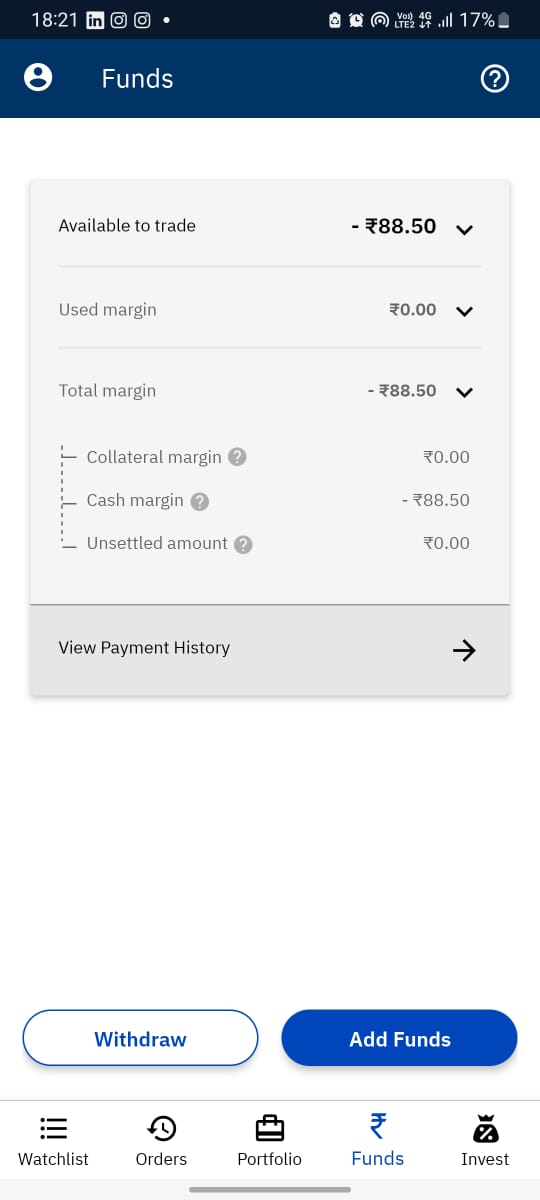 18:21 in Vo)) LTE2 4G 17%
Funds ?
Available to trade - ₹88.50
Used margin ₹0.00
Total margin - ₹88.50
Collateral margin ? ₹0.00
Cash margin ? - ₹88.50
Unsettled amount ? ₹0.00
View Payment History
Withdraw Add Funds
Watchlist Orders Portfolio ₹ Funds Invest